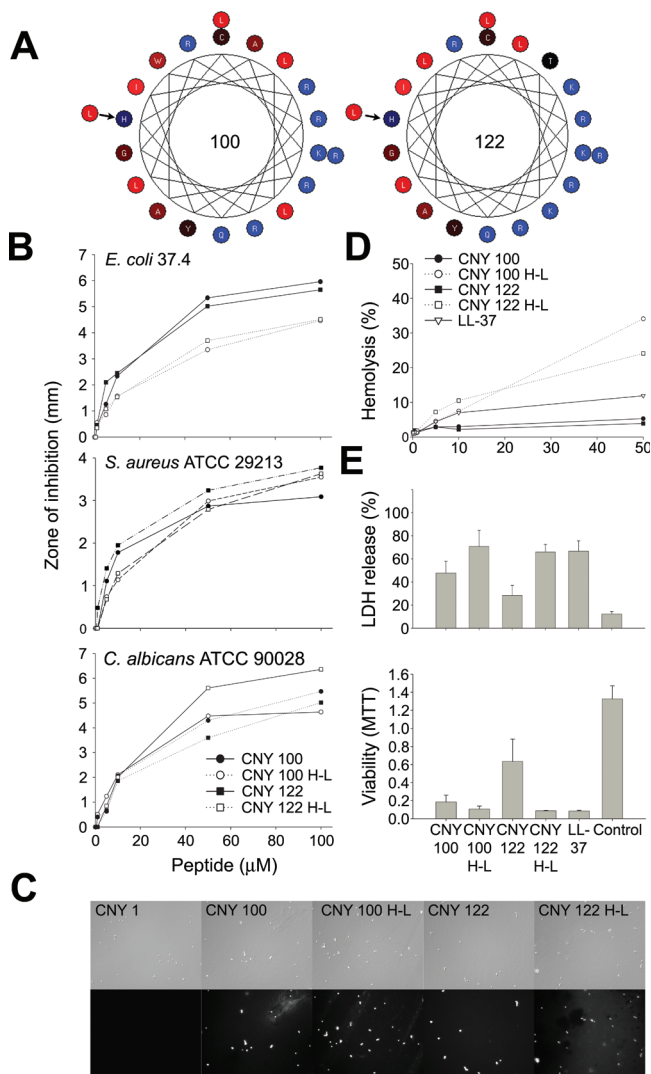 A
L L
R C A R C L
W L L T
I R I K
L H R L H R
100 122
G K R G K R
L R L R
A L A K
Y Q R Y Q R
B
E. coli 37.4
7
6
5
4
3
2
1
0
S. aureus ATCC 29213
4
3
2
1
0
C. albicans ATCC 90028
7
6
5
4
3
2
1
0
Zone of inhibition (mm)
CNY 100
CNY 100 H-L
CNY 122
CNY 122 H-L
0 20 40 60 80 100
Peptide (µM)
D
CNY 100
CNY 100 H-L
CNY 122
CNY 122 H-L
LL-37
50
40
30
20
10
0
Hemolysis (%)
0 10 20 30 40 50
E
100
80
60
40
20
0
LDH release (%)
1.6
1.4
1.2
1.0
0.8
0.6
0.4
0.2
0.0
Viability (MTT)
CNY 100
CNY 100 H-L
CNY 122
CNY 122 H-L
LL-37
Control
C
CNY 1 CNY 100 CNY 100 H-L CNY 122 CNY 122 H-L